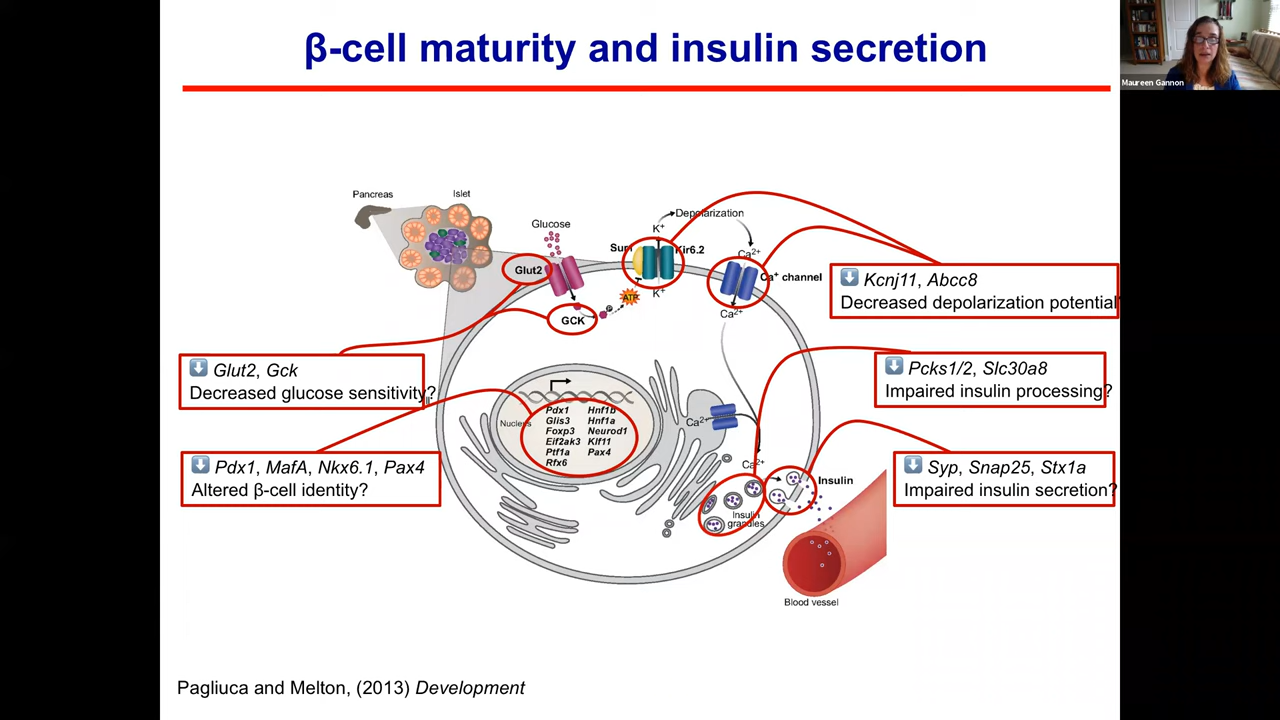 β-cell maturity and insulin secretion
Maureen Gannon
Pancreas
Islet
Glucose
Depolarization
K⁺
Sur1
Kir6.2
Ca²⁺
Glut2
Ca⁺ channel
ATP
K⁺
GCK
P
Ca²⁺
Kcnj11, Abcc8
Decreased depolarization potential
Glut2, Gck
Decreased glucose sensitivity?
Pcks1/2, Slc30a8
Impaired insulin processing?
Nucleus
Pdx1 Hnf1b
Glis3 Hnf1a
Foxp3 Neurod1
Eif2ak3 Klf11
Ptf1a Pax4
Rfx6
Ca²⁺
Ca²⁺
Pdx1, MafA, Nkx6.1, Pax4
Altered β-cell identity?
Insulin
granules
Insulin
Syp, Snap25, Stx1a
Impaired insulin secretion?
Blood vessel
Pagliuca and Melton, (2013) Development